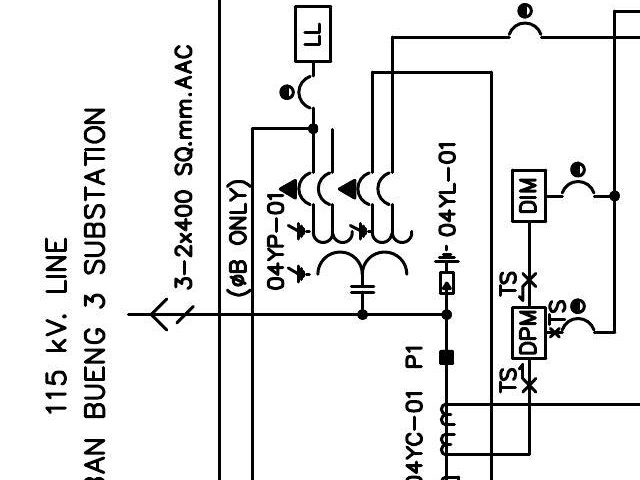 115 kV. LINE
BAN BUENG 3 SUBSTATION
3-2x400 SQ.mm.AAC
(øB ONLY)
04YP-01
LL
04YC-01 P1
04YL-01
TS
TS
DPM
DIM
TS